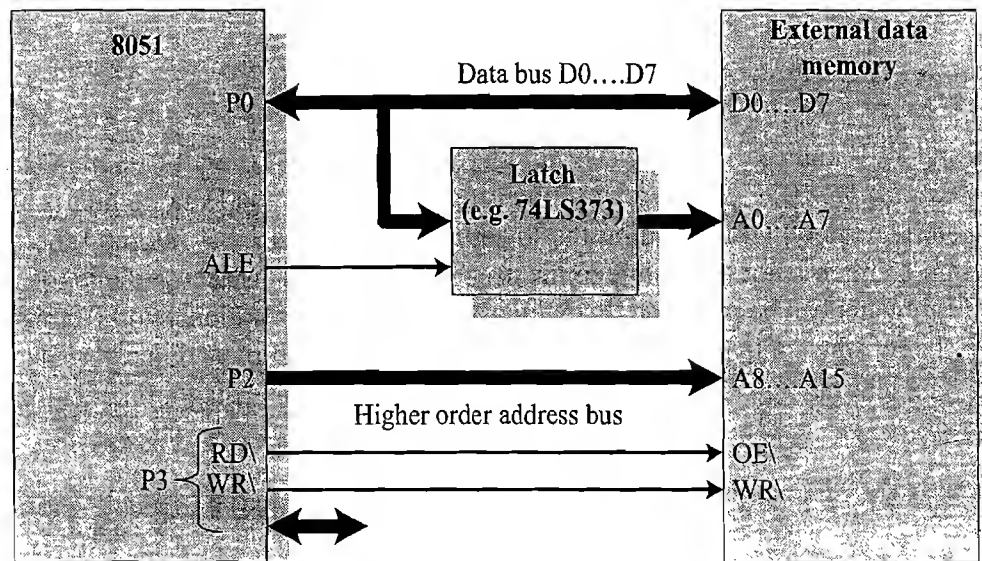 8051
External data
memory
Data bus D0....D7
P0
D0....D7
Latch
(e.g. 74LS373)
A0....A7
ALE
P2
A8....A15
Higher order address bus
P3
RD\
OE\
WR\
WR\